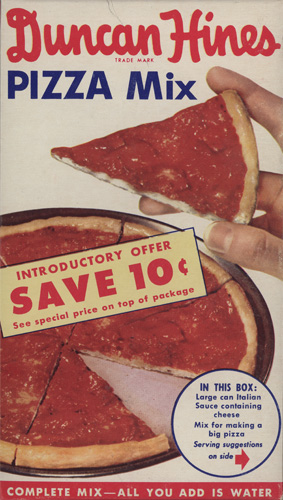 Duncan Hines
TRADE MARK
PIZZA Mix
INTRODUCTORY OFFER
SAVE 10¢
See special price on top of package
IN THIS BOX:
Large can Italian
Sauce containing
cheese
Mix for making a
big pizza
Serving suggestions
on side
COMPLETE MIX—ALL YOU ADD IS WATER